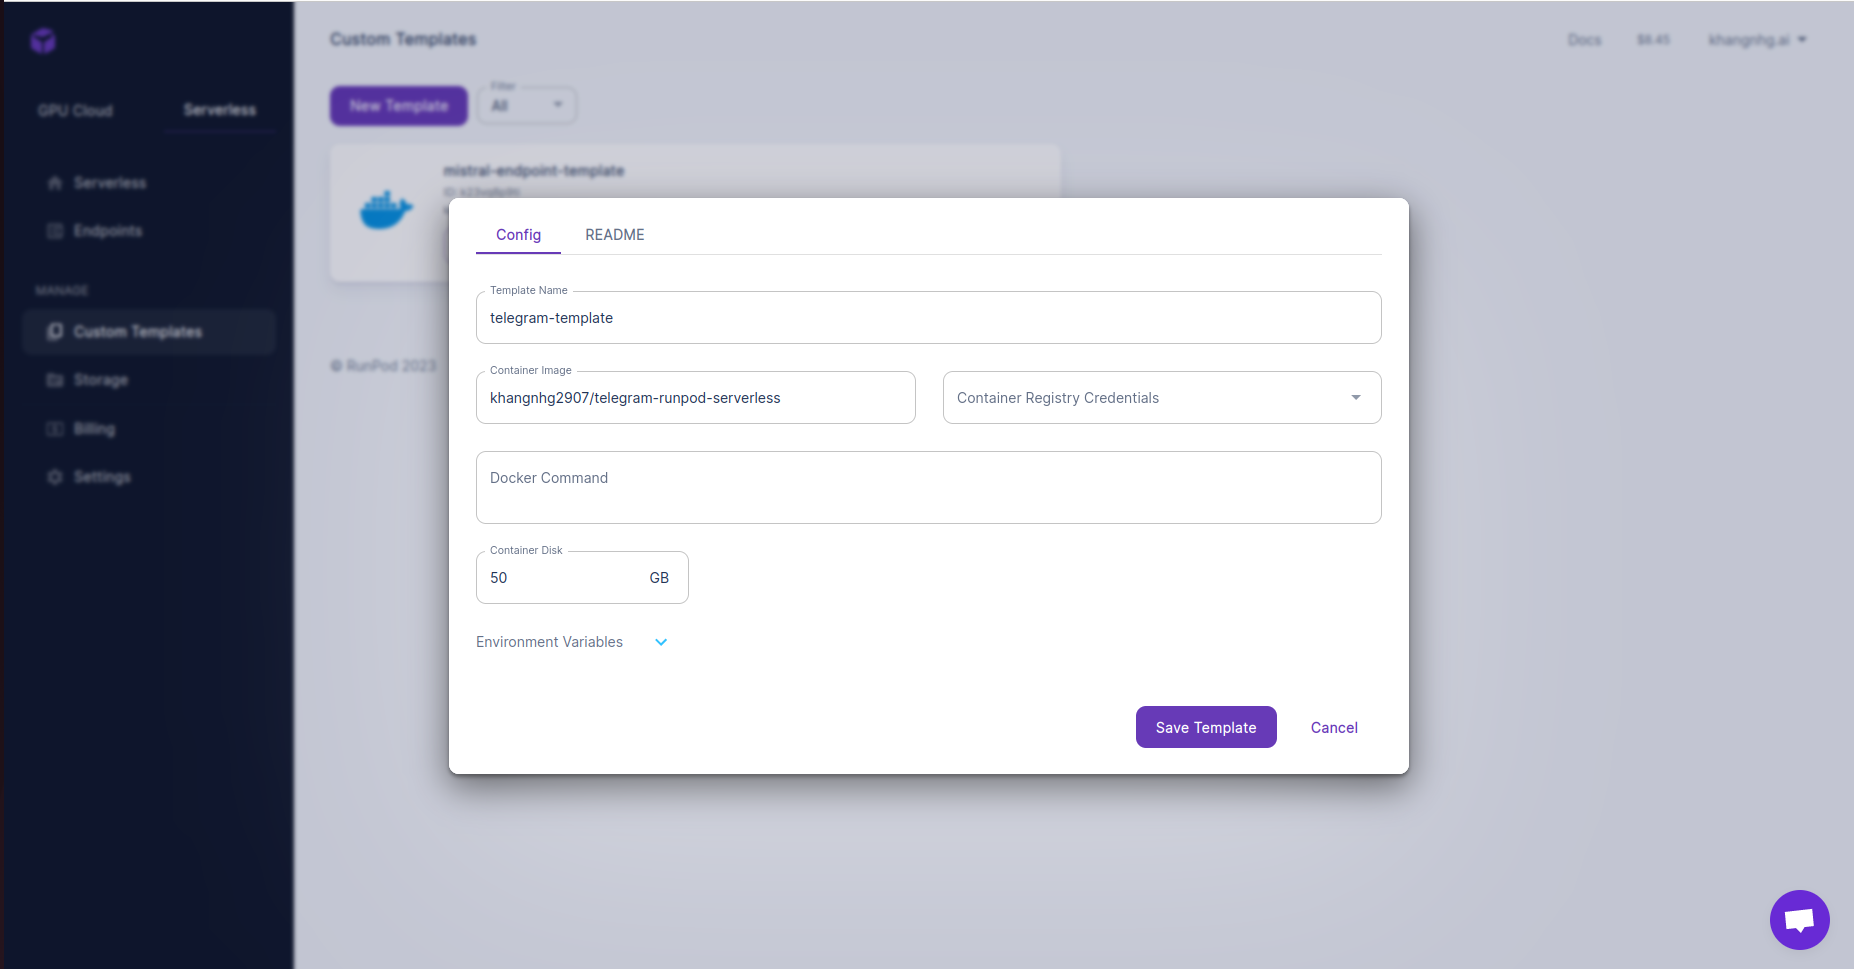 Custom Templates
Docs
$8.45
khangnhg.ai
GPU Cloud
Serverless
New Template
Filter
All
Serverless
Endpoints
MANAGE
Custom Templates
Storage
Billing
Settings
mistral-endpoint-template
© RunPod 2023
Config
README
Template Name
telegram-template
Container Image
khangnhg2907/telegram-runpod-serverless
Container Registry Credentials
Docker Command
Container Disk
50
GB
Environment Variables
Save Template
Cancel